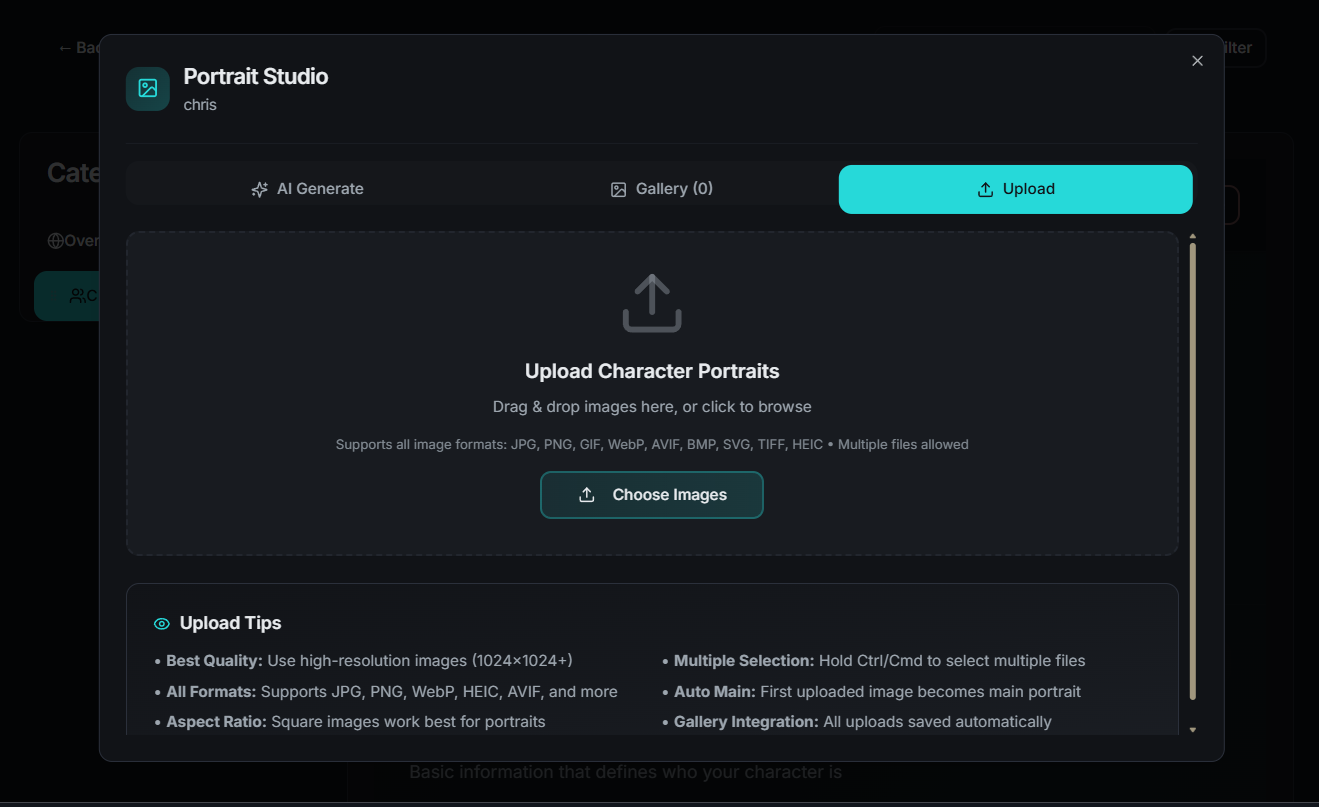 ← Bac
Portrait Studio
chris
ilter
Cate
AI Generate
Gallery (0)
Upload
Over
C
Upload Character Portraits
Drag & drop images here, or click to browse
Supports all image formats: JPG, PNG, GIF, WebP, AVIF, BMP, SVG, TIFF, HEIC • Multiple files allowed
Choose Images
Upload Tips
• Best Quality: Use high-resolution images (1024×1024+)
• All Formats: Supports JPG, PNG, WebP, HEIC, AVIF, and more
• Aspect Ratio: Square images work best for portraits
• Multiple Selection: Hold Ctrl/Cmd to select multiple files
• Auto Main: First uploaded image becomes main portrait
• Gallery Integration: All uploads saved automatically
Basic information that defines who your character is